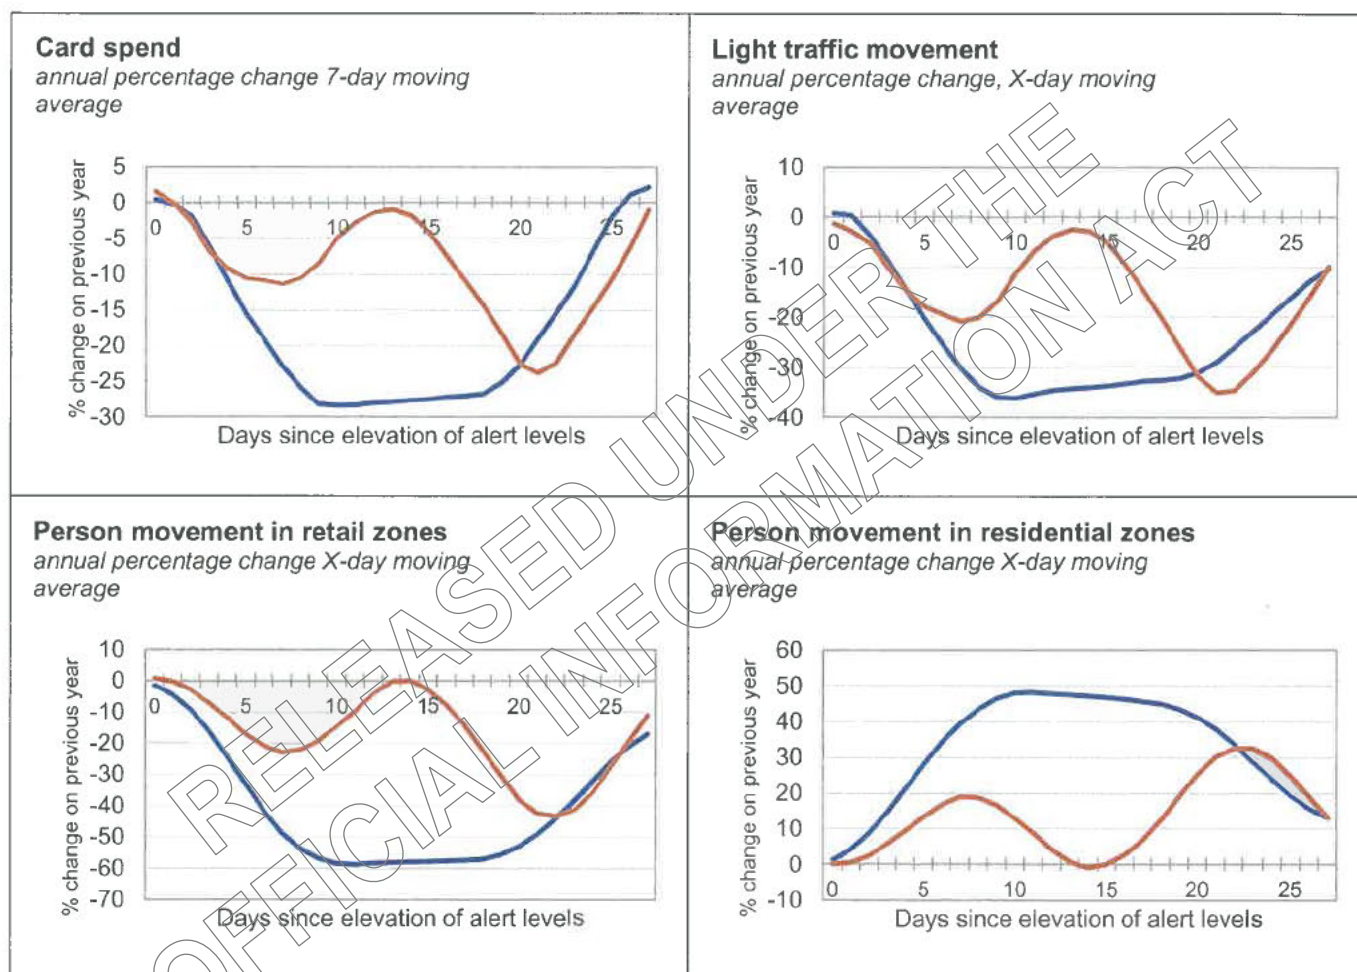 Card spend
annual percentage change 7-day moving
average
% change on previous year
5
0
-5
-10
-15
-20
-25
-30
0 5 10 15 20 25
Days since elevation of alert levels
Light traffic movement
annual percentage change, X-day moving
average
% change on previous year
10
0
-10
-20
-30
-40
0 5 10 15 20 25
Days since elevation of alert levels
Person movement in retail zones
annual percentage change X-day moving
average
% change on previous year
10
0
-10
-20
-30
-40
-50
-60
-70
0 5 10 15 20 25
Days since elevation of alert levels
Person movement in residential zones
annual percentage change X-day moving
average
% change on previous year
60
50
40
30
20
10
0
-10
0 5 10 15 20 25
Days since elevation of alert levels
RELEASED UNDER THE
OFFICIAL INFORMATION ACT